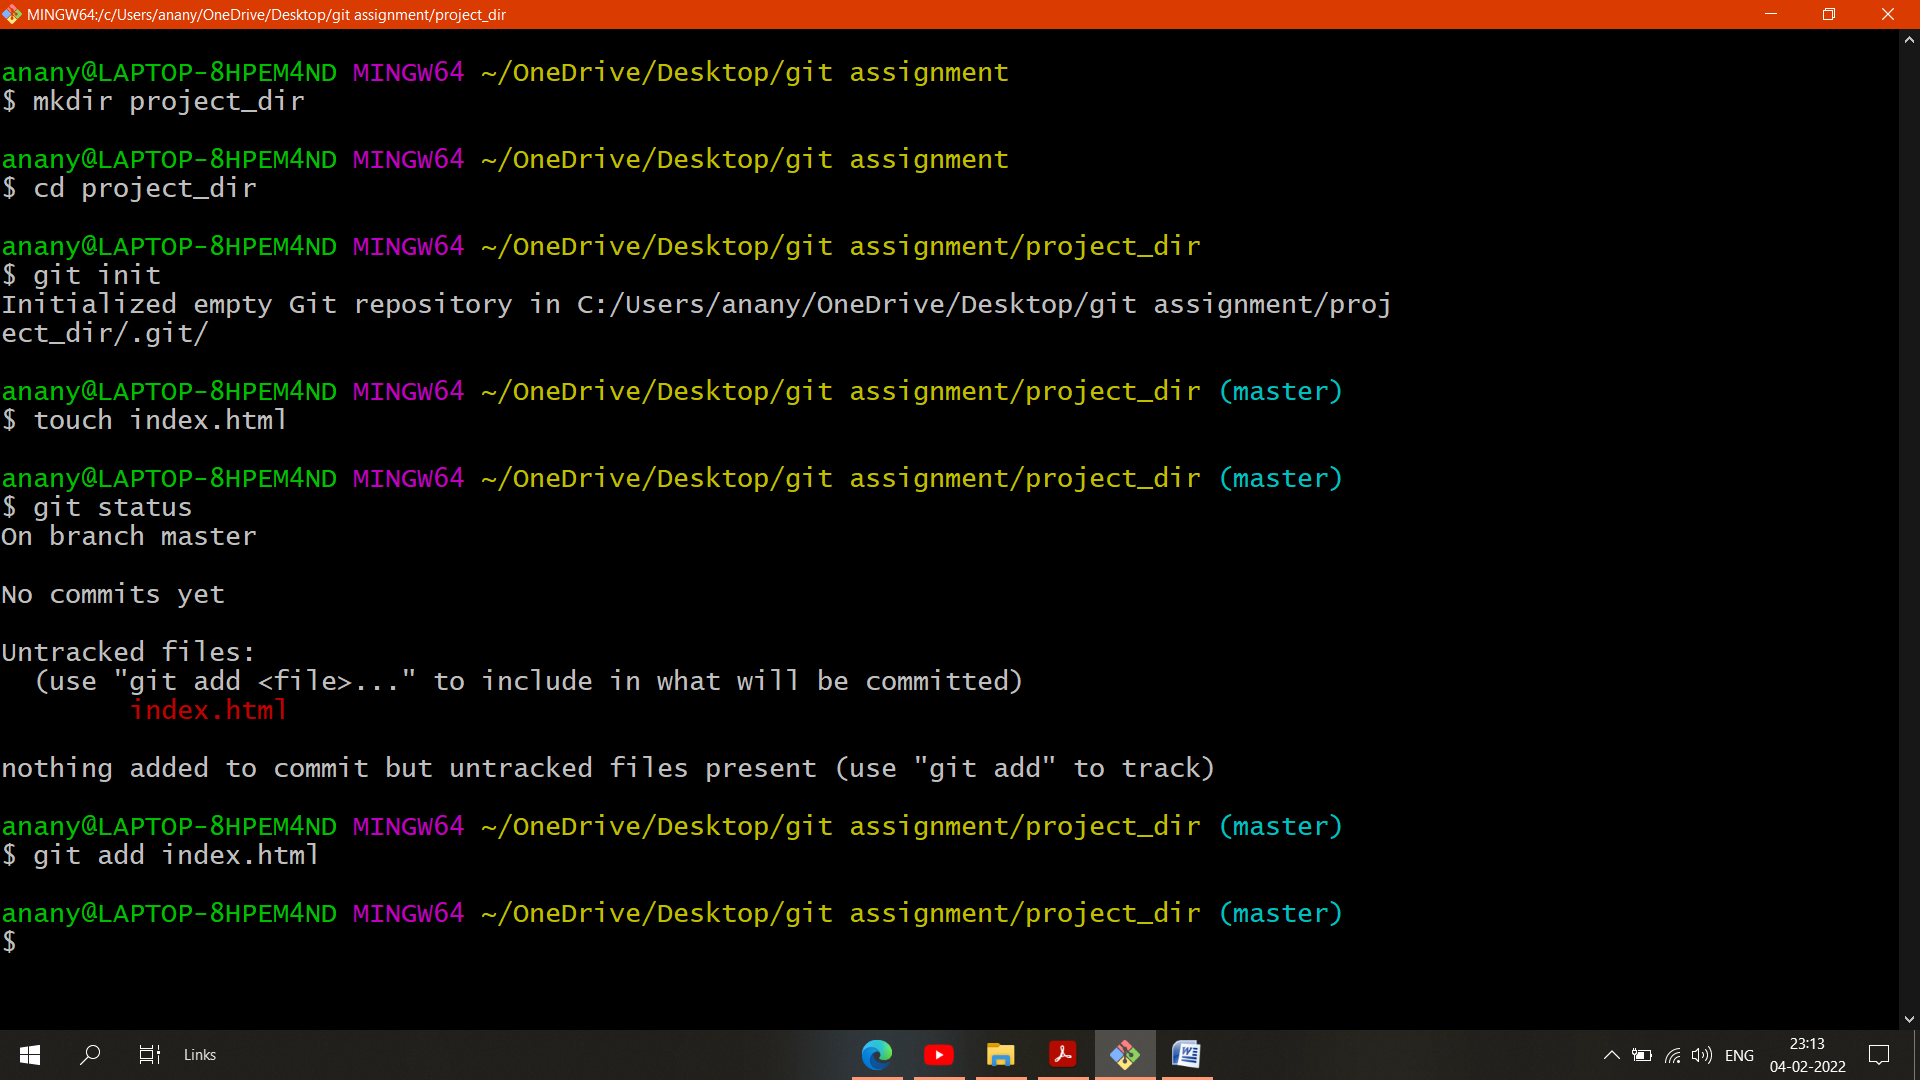 MINGW64:/c/Users/anany/OneDrive/Desktop/git assignment/project_dir
anany@LAPTOP-8HPEM4ND MINGW64 ~/OneDrive/Desktop/git assignment
$ mkdir project_dir
anany@LAPTOP-8HPEM4ND MINGW64 ~/OneDrive/Desktop/git assignment
$ cd project_dir
anany@LAPTOP-8HPEM4ND MINGW64 ~/OneDrive/Desktop/git assignment/project_dir
$ git init
Initialized empty Git repository in C:/Users/anany/OneDrive/Desktop/git assignment/proj
ect_dir/.git/
anany@LAPTOP-8HPEM4ND MINGW64 ~/OneDrive/Desktop/git assignment/project_dir (master)
$ touch index.html
anany@LAPTOP-8HPEM4ND MINGW64 ~/OneDrive/Desktop/git assignment/project_dir (master)
$ git status
On branch master
No commits yet
Untracked files:
  (use "git add <file>..." to include in what will be committed)
        index.html
nothing added to commit but untracked files present (use "git add" to track)
anany@LAPTOP-8HPEM4ND MINGW64 ~/OneDrive/Desktop/git assignment/project_dir (master)
$ git add index.html
anany@LAPTOP-8HPEM4ND MINGW64 ~/OneDrive/Desktop/git assignment/project_dir (master)
$
Links
ENG
23:13
04-02-2022